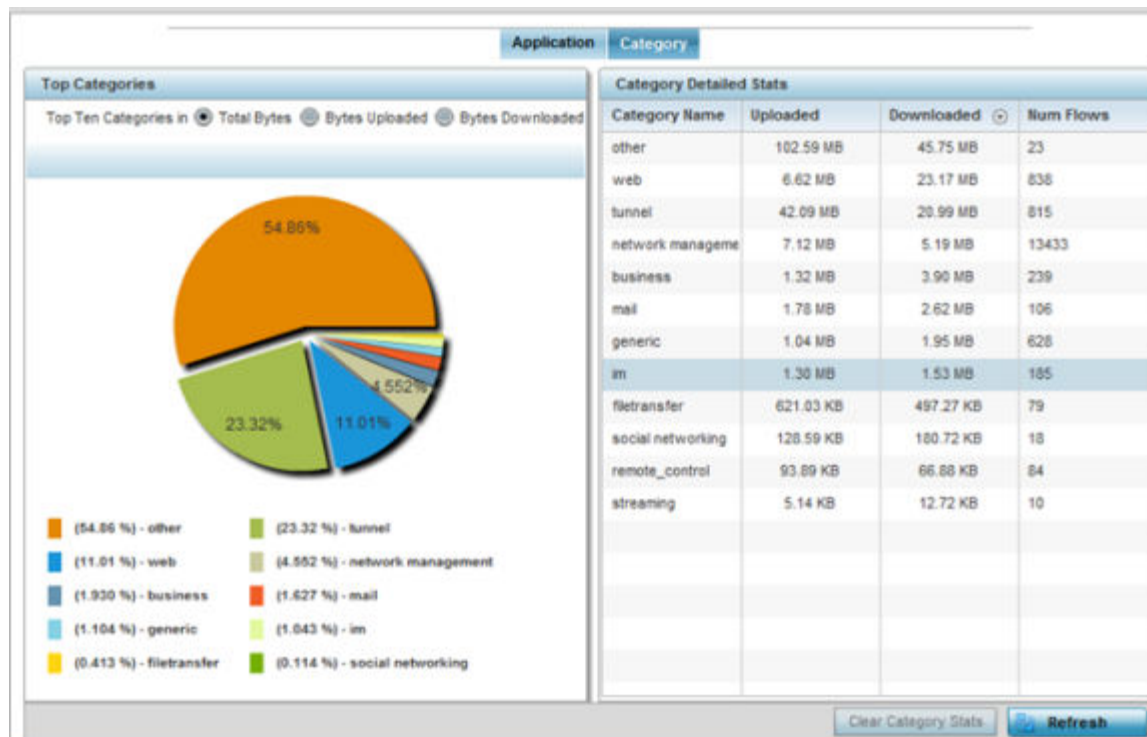 Application Category
Top Categories
Top Ten Categories in Total Bytes Bytes Uploaded Bytes Downloaded
54.86%
4.552%
23.32%
11.01%
(54.86 %) - other (23.32 %) - tunnel
(11.01 %) - web (4.552 %) - network management
(1.930 %) - business (1.627 %) - mail
(1.104 %) - generic (1.043 %) - im
(0.413 %) - filetransfer (0.114 %) - social networking
Category Detailed Stats
Category Name Uploaded Downloaded Num Flows
other 102.59 MB 45.75 MB 23
web 6.62 MB 23.17 MB 838
tunnel 42.09 MB 20.99 MB 815
network manageme 7.12 MB 5.19 MB 13433
business 1.32 MB 3.90 MB 239
mail 1.78 MB 2.62 MB 106
generic 1.04 MB 1.95 MB 628
im 1.30 MB 1.53 MB 185
filetransfer 621.03 KB 497.27 KB 79
social networking 128.59 KB 180.72 KB 18
remote_control 93.89 KB 66.88 KB 84
streaming 5.14 KB 12.72 KB 10
Clear Category Stats Refresh